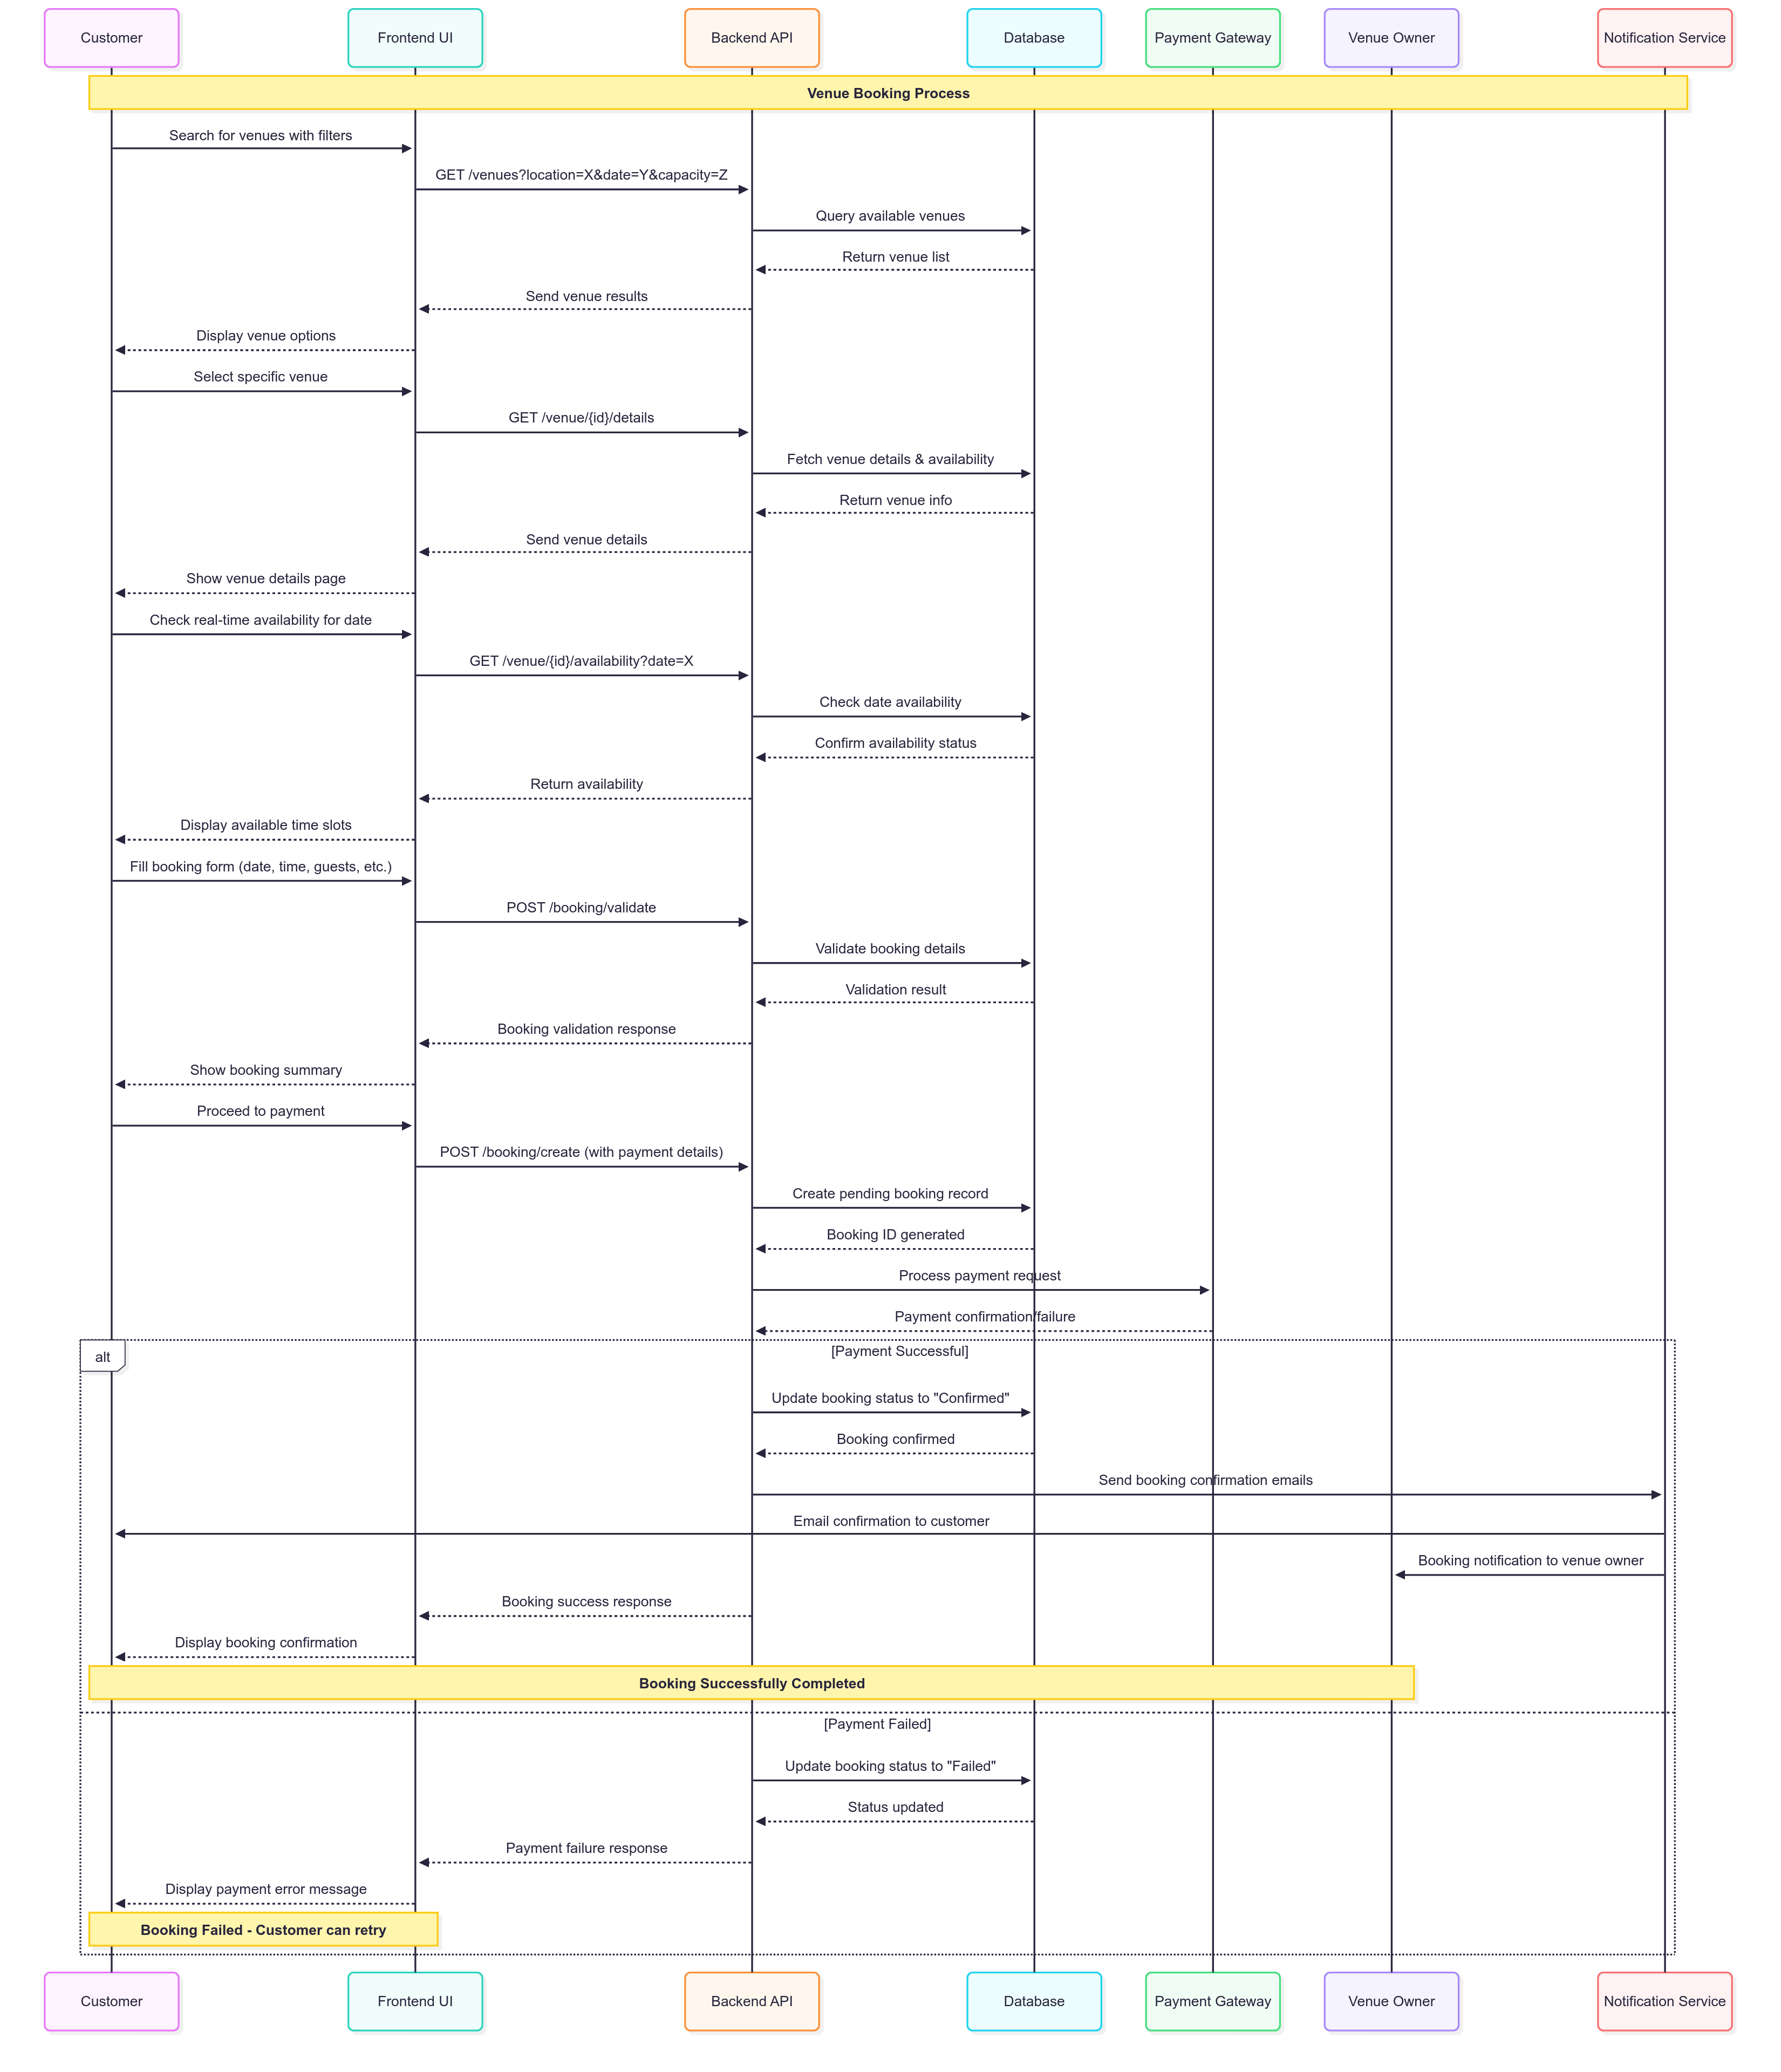 Customer
Frontend UI
Backend API
Database
Payment Gateway
Venue Owner
Notification Service
Venue Booking Process
Search for venues with filters
GET /venues?location=X&date=Y&capacity=Z
Query available venues
Return venue list
Send venue results
Display venue options
Select specific venue
GET /venue/{id}/details
Fetch venue details & availability
Return venue info
Send venue details
Show venue details page
Check real-time availability for date
GET /venue/{id}/availability?date=X
Check date availability
Confirm availability status
Return availability
Display available time slots
Fill booking form (date, time, guests, etc.)
POST /booking/validate
Validate booking details
Validation result
Booking validation response
Show booking summary
Proceed to payment
POST /booking/create (with payment details)
Create pending booking record
Booking ID generated
Process payment request
Payment confirmation/failure
alt
[Payment Successful]
Update booking status to "Confirmed"
Booking confirmed
Send booking confirmation emails
Email confirmation to customer
Booking notification to venue owner
Booking success response
Display booking confirmation
Booking Successfully Completed
[Payment Failed]
Update booking status to "Failed"
Status updated
Payment failure response
Display payment error message
Booking Failed - Customer can retry
Customer
Frontend UI
Backend API
Database
Payment Gateway
Venue Owner
Notification Service